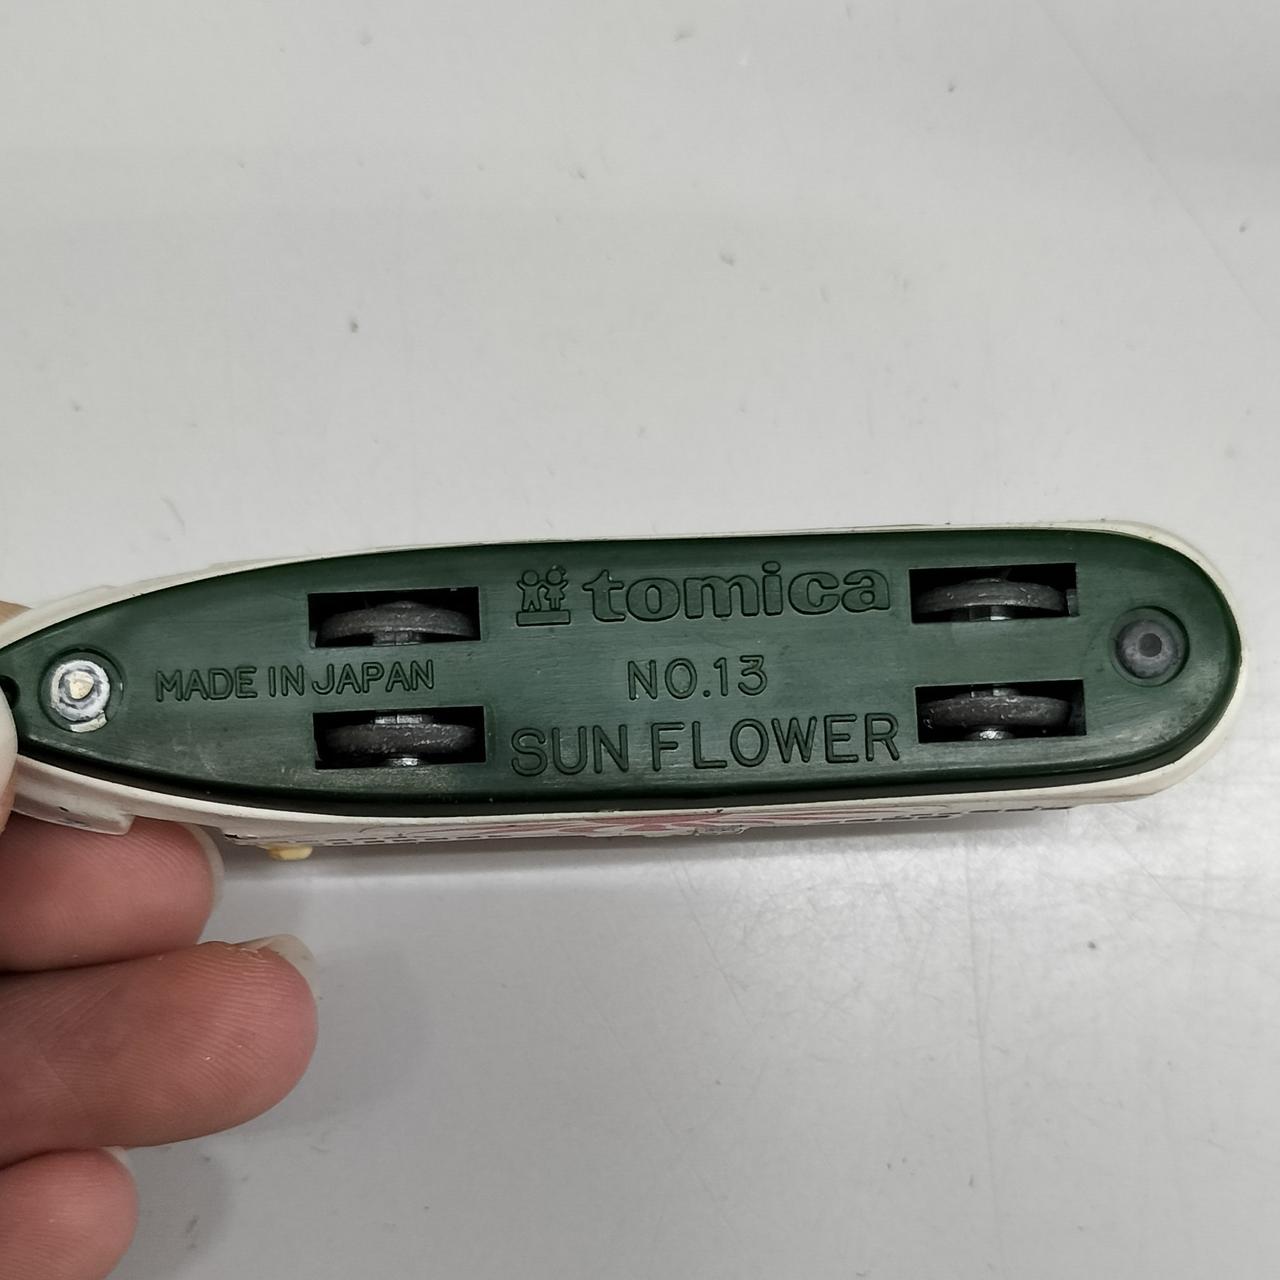 tomica
MADE IN JAPAN
NO.13
SUN FLOWER